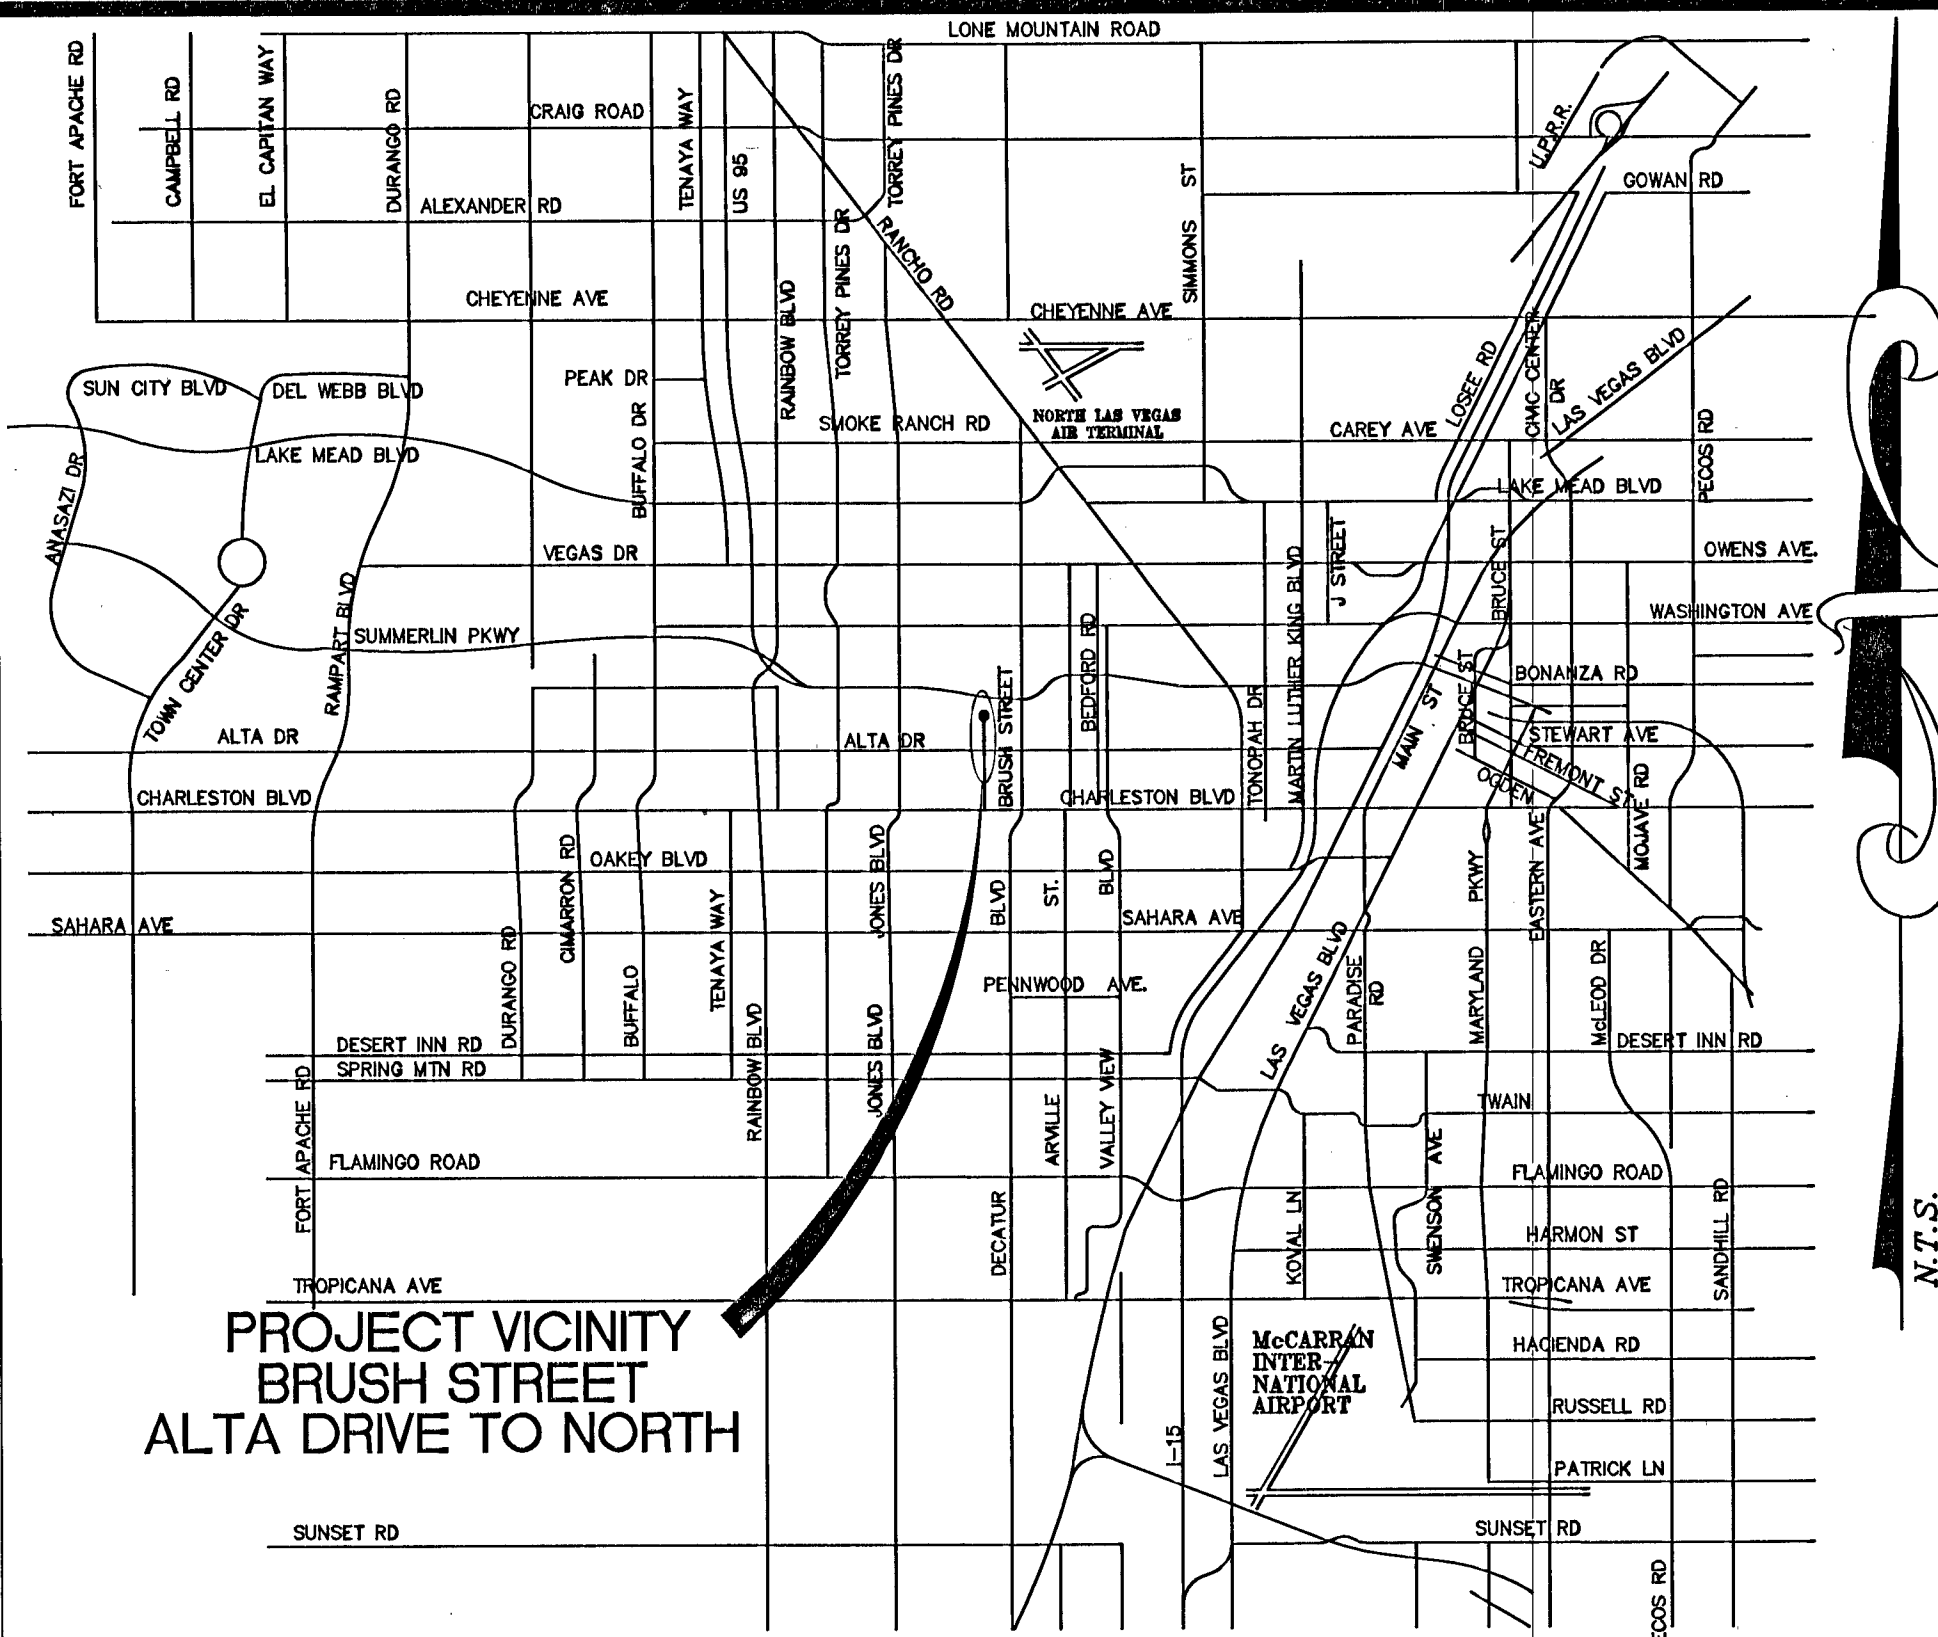 LONE MOUNTAIN ROAD
FORT APACHE RD
CAMPBELL RD
EL CAPITAN WAY
DURANGO RD
CRAIG ROAD
TENAYA WAY
US 95
TORREY PINES DR
U.P.R.R.
SIMMONS ST
GOWAN RD
ALEXANDER RD
TORREY PINES DR
RANCHO RD
RAINBOW BLVD
CHEYENNE AVE
CHEYENNE AVE
SUN CITY BLVD
DEL WEBB BLVD
PEAK DR
BUFFALO DR
SMOKE RANCH RD
NORTH LAS VEGAS
AIR TERMINAL
CAREY AVE
LOSEE RD
CIVIC CENTER
DR
LAS VEGAS BLVD
PECOS RD
LAKE MEAD BLVD
LAKE MEAD BLVD
ANASAZI DR
VEGAS DR
MARTIN LUTHER KING BLVD
J STREET
BRUCE ST
OWENS AVE.
WASHINGTON AVE
RAMPART BLVD
TOWN CENTER DR
SUMMERLIN PKWY
BEDFORD RD
BRUSH STREET
TONOPAH DR
MAIN ST
BRUCE ST
BONANZA RD
ALTA DR
ALTA DR
STEWART AVE
FREMONT ST
OGDEN
MOJAVE RD
CHARLESTON BLVD
CHARLESTON BLVD
CIMARRON RD
OAKEY BLVD
TENAYA WAY
JONES BLVD
BLVD
ST.
BLVD
PKWY
EASTERN AVE
SAHARA AVE
SAHARA AVE
DURANGO RD
BUFFALO
PENNWOOD AVE.
LAS VEGAS BLVD
PARADISE
RD
MARYLAND
McLEOD DR
DESERT INN RD
DESERT INN RD
SPRING MTN RD
FORT APACHE RD
RAINBOW BLVD
JONES BLVD
ARVILLE
VALLEY VIEW
TWAIN
FLAMINGO ROAD
FLAMINGO ROAD
DECATUR
KOVAL LN
SWENSON AVE
HARMON ST
SANDHILL RD
N.T.S.
TROPICANA AVE
TROPICANA AVE
PROJECT VICINITY
BRUSH STREET
ALTA DRIVE TO NORTH
I-15
LAS VEGAS BLVD
McCARRAN
INTER-
NATIONAL
AIRPORT
HACIENDA RD
RUSSELL RD
PATRICK LN
SUNSET RD
SUNSET RD
ECOS RD